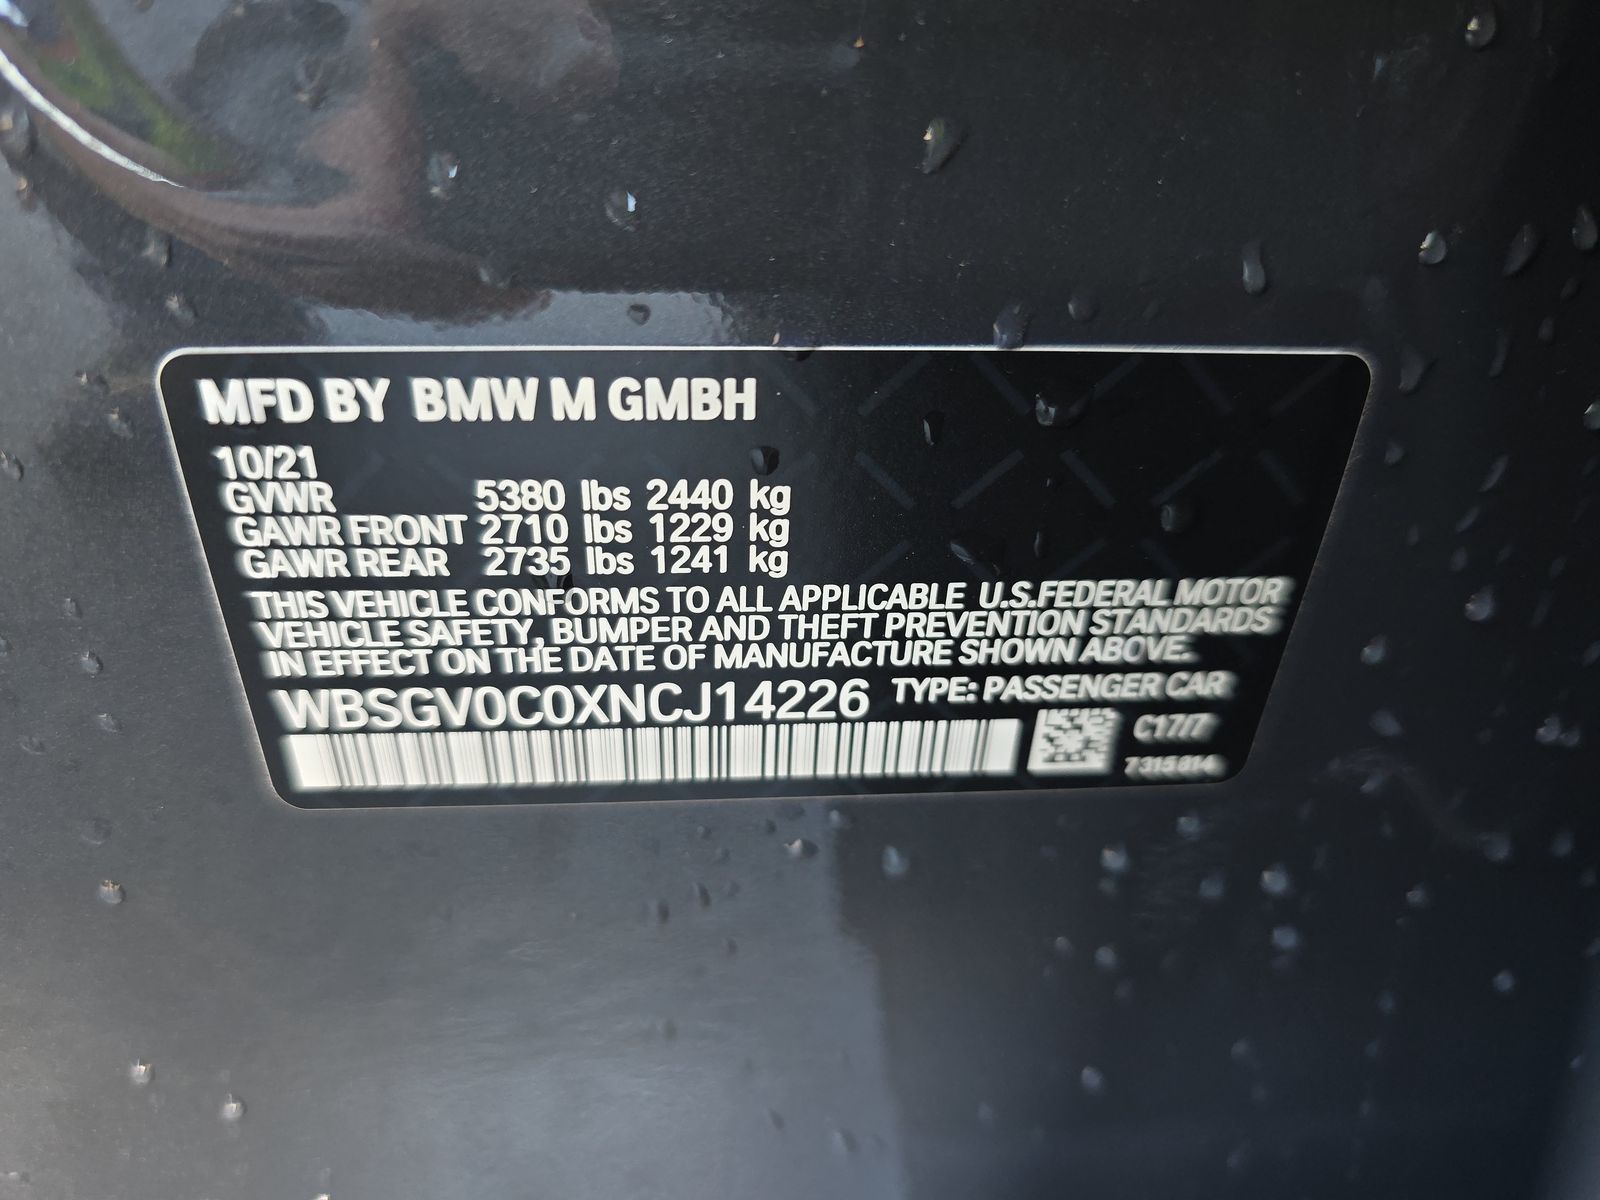 MFD BY BMW M GMBH
10/21
GVWR 5380 lbs 2440 kg
GAWR FRONT 2710 lbs 1229 kg
GAWR REAR 2735 lbs 1241 kg
THIS VEHICLE CONFORMS TO ALL APPLICABLE U.S.FEDERAL MOTOR
VEHICLE SAFETY, BUMPER AND THEFT PREVENTION STANDARDS
IN EFFECT ON THE DATE OF MANUFACTURE SHOWN ABOVE.
WBSGV0C0XNCJ14226 TYPE: PASSENGER CAR